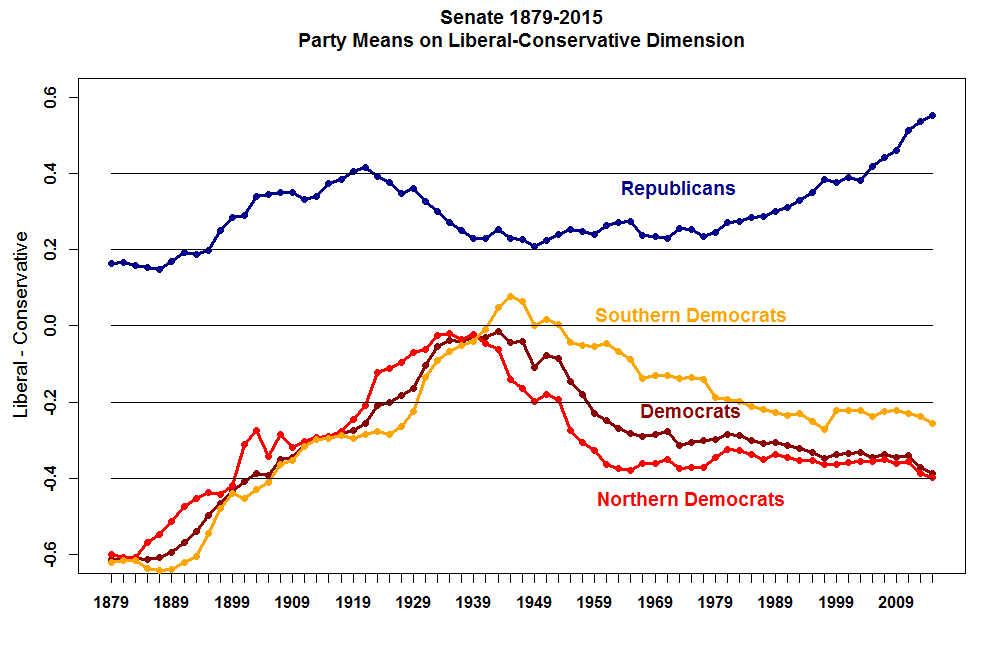 Senate 1879-2015
Party Means on Liberal-Conservative Dimension
Liberal - Conservative
0.6
0.4
0.2
0.0
-0.2
-0.4
-0.6
Republicans
Southern Democrats
Democrats
Northern Democrats
1879 1889 1899 1909 1919 1929 1939 1949 1959 1969 1979 1989 1999 2009